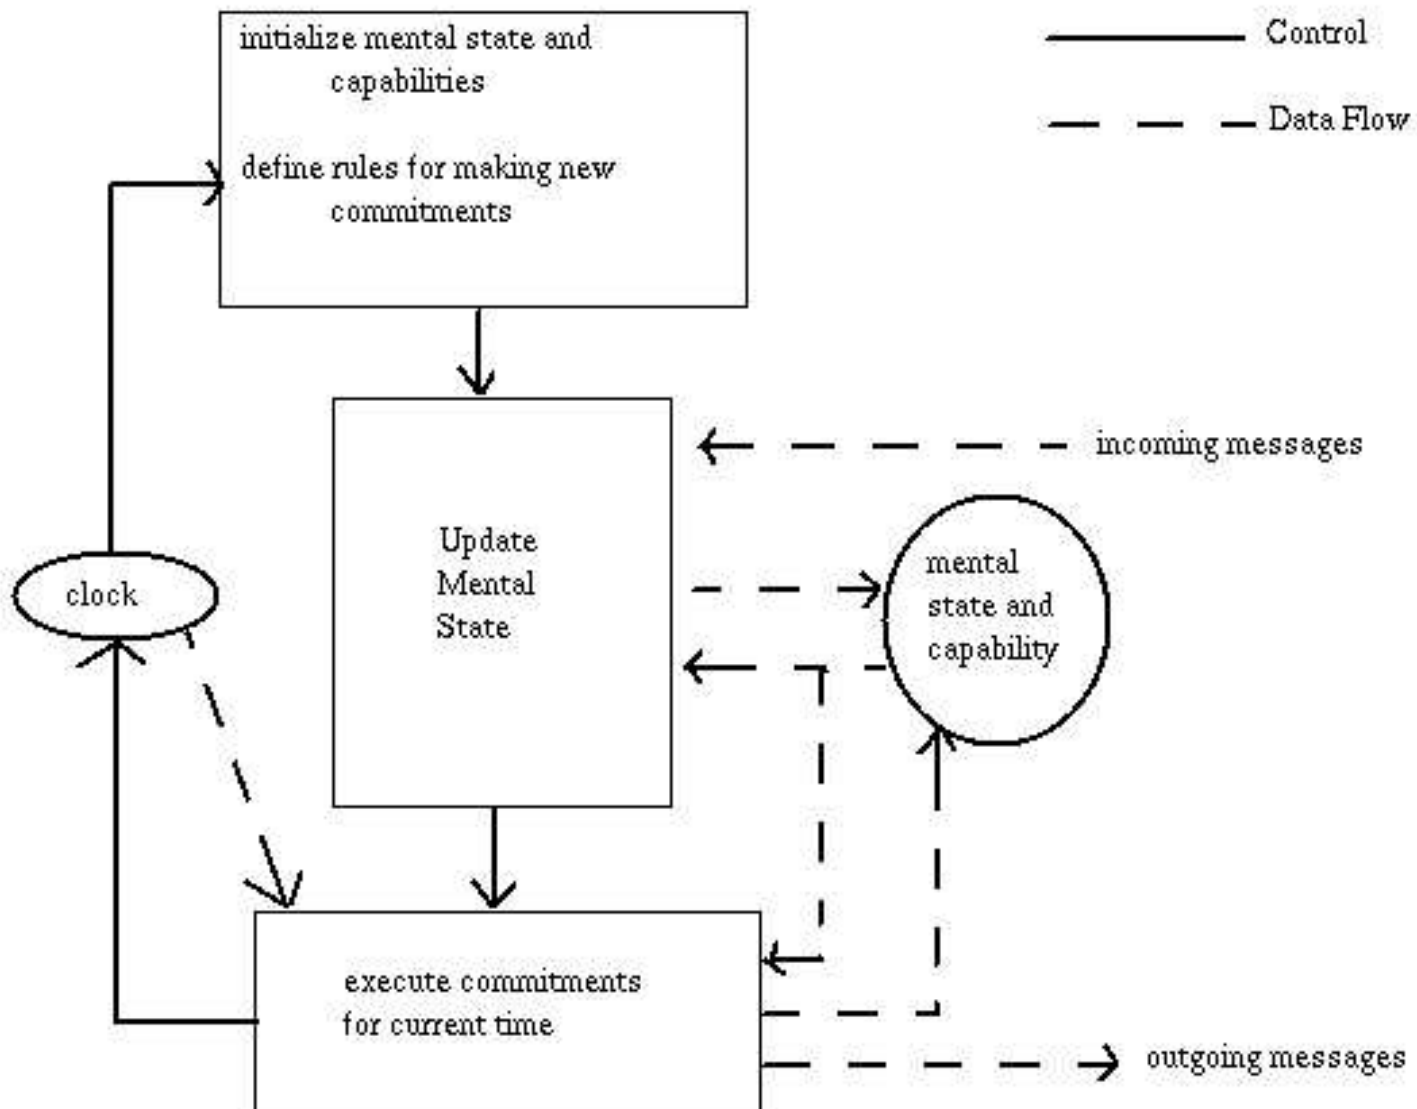 initialize mental state and
capabilities
define rules for making new
commitments
Control
Data Flow
incoming messages
Update
Mental
State
mental
state and
capability
clock
execute commitments
for current time
outgoing messages